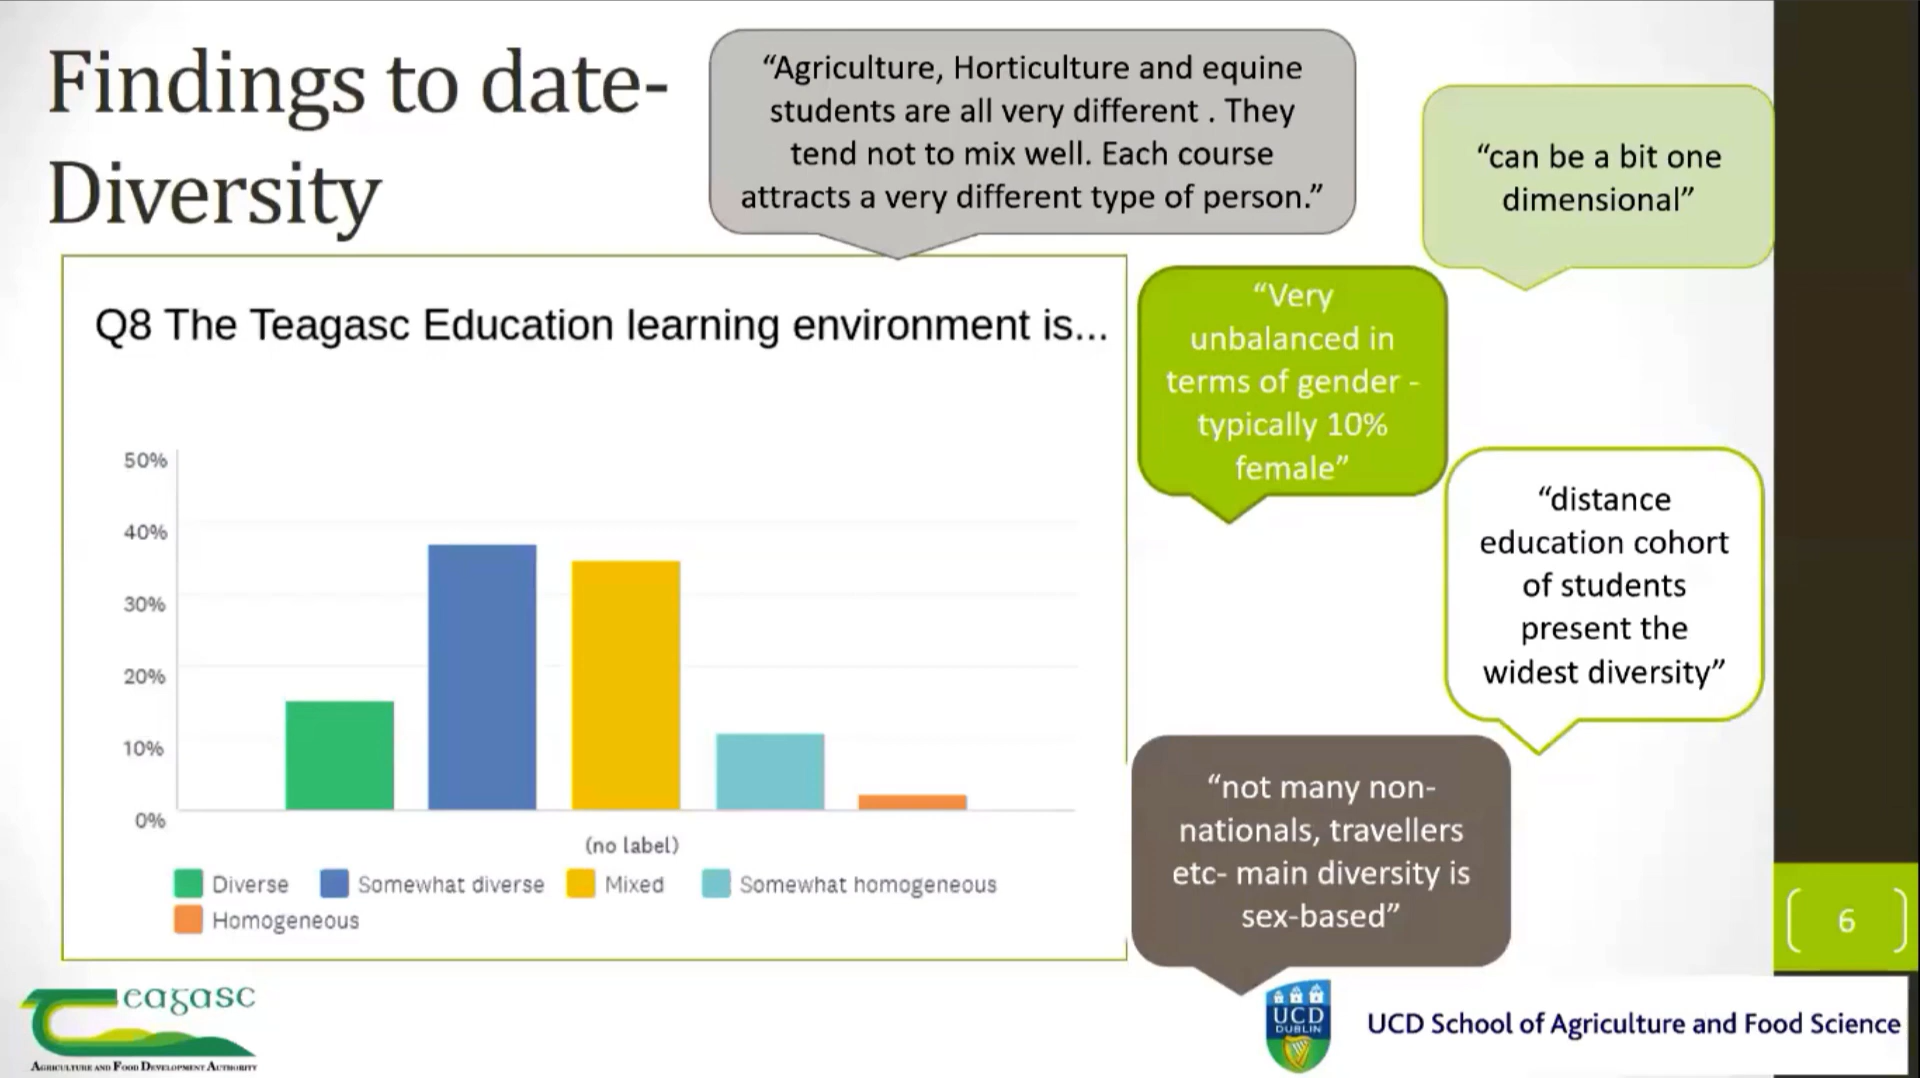 Findings to date-
Diversity
“Agriculture, Horticulture and equine
students are all very different . They
tend not to mix well. Each course
attracts a very different type of person.”
“can be a bit one
dimensional”
“Very
unbalanced in
terms of gender -
typically 10%
female”
“distance
education cohort
of students
present the
widest diversity”
“not many non-
nationals, travellers
etc- main diversity is
sex-based”
Q8 The Teagasc Education learning environment is...
50%
40%
30%
20%
10%
0%
(no label)
Diverse Somewhat diverse Mixed Somewhat homogeneous
Homogeneous
6
eagasc
AGRICULTURE AND FOOD DEVELOPMENT AUTHORITY
UCD
DUBLIN
UCD School of Agriculture and Food Science